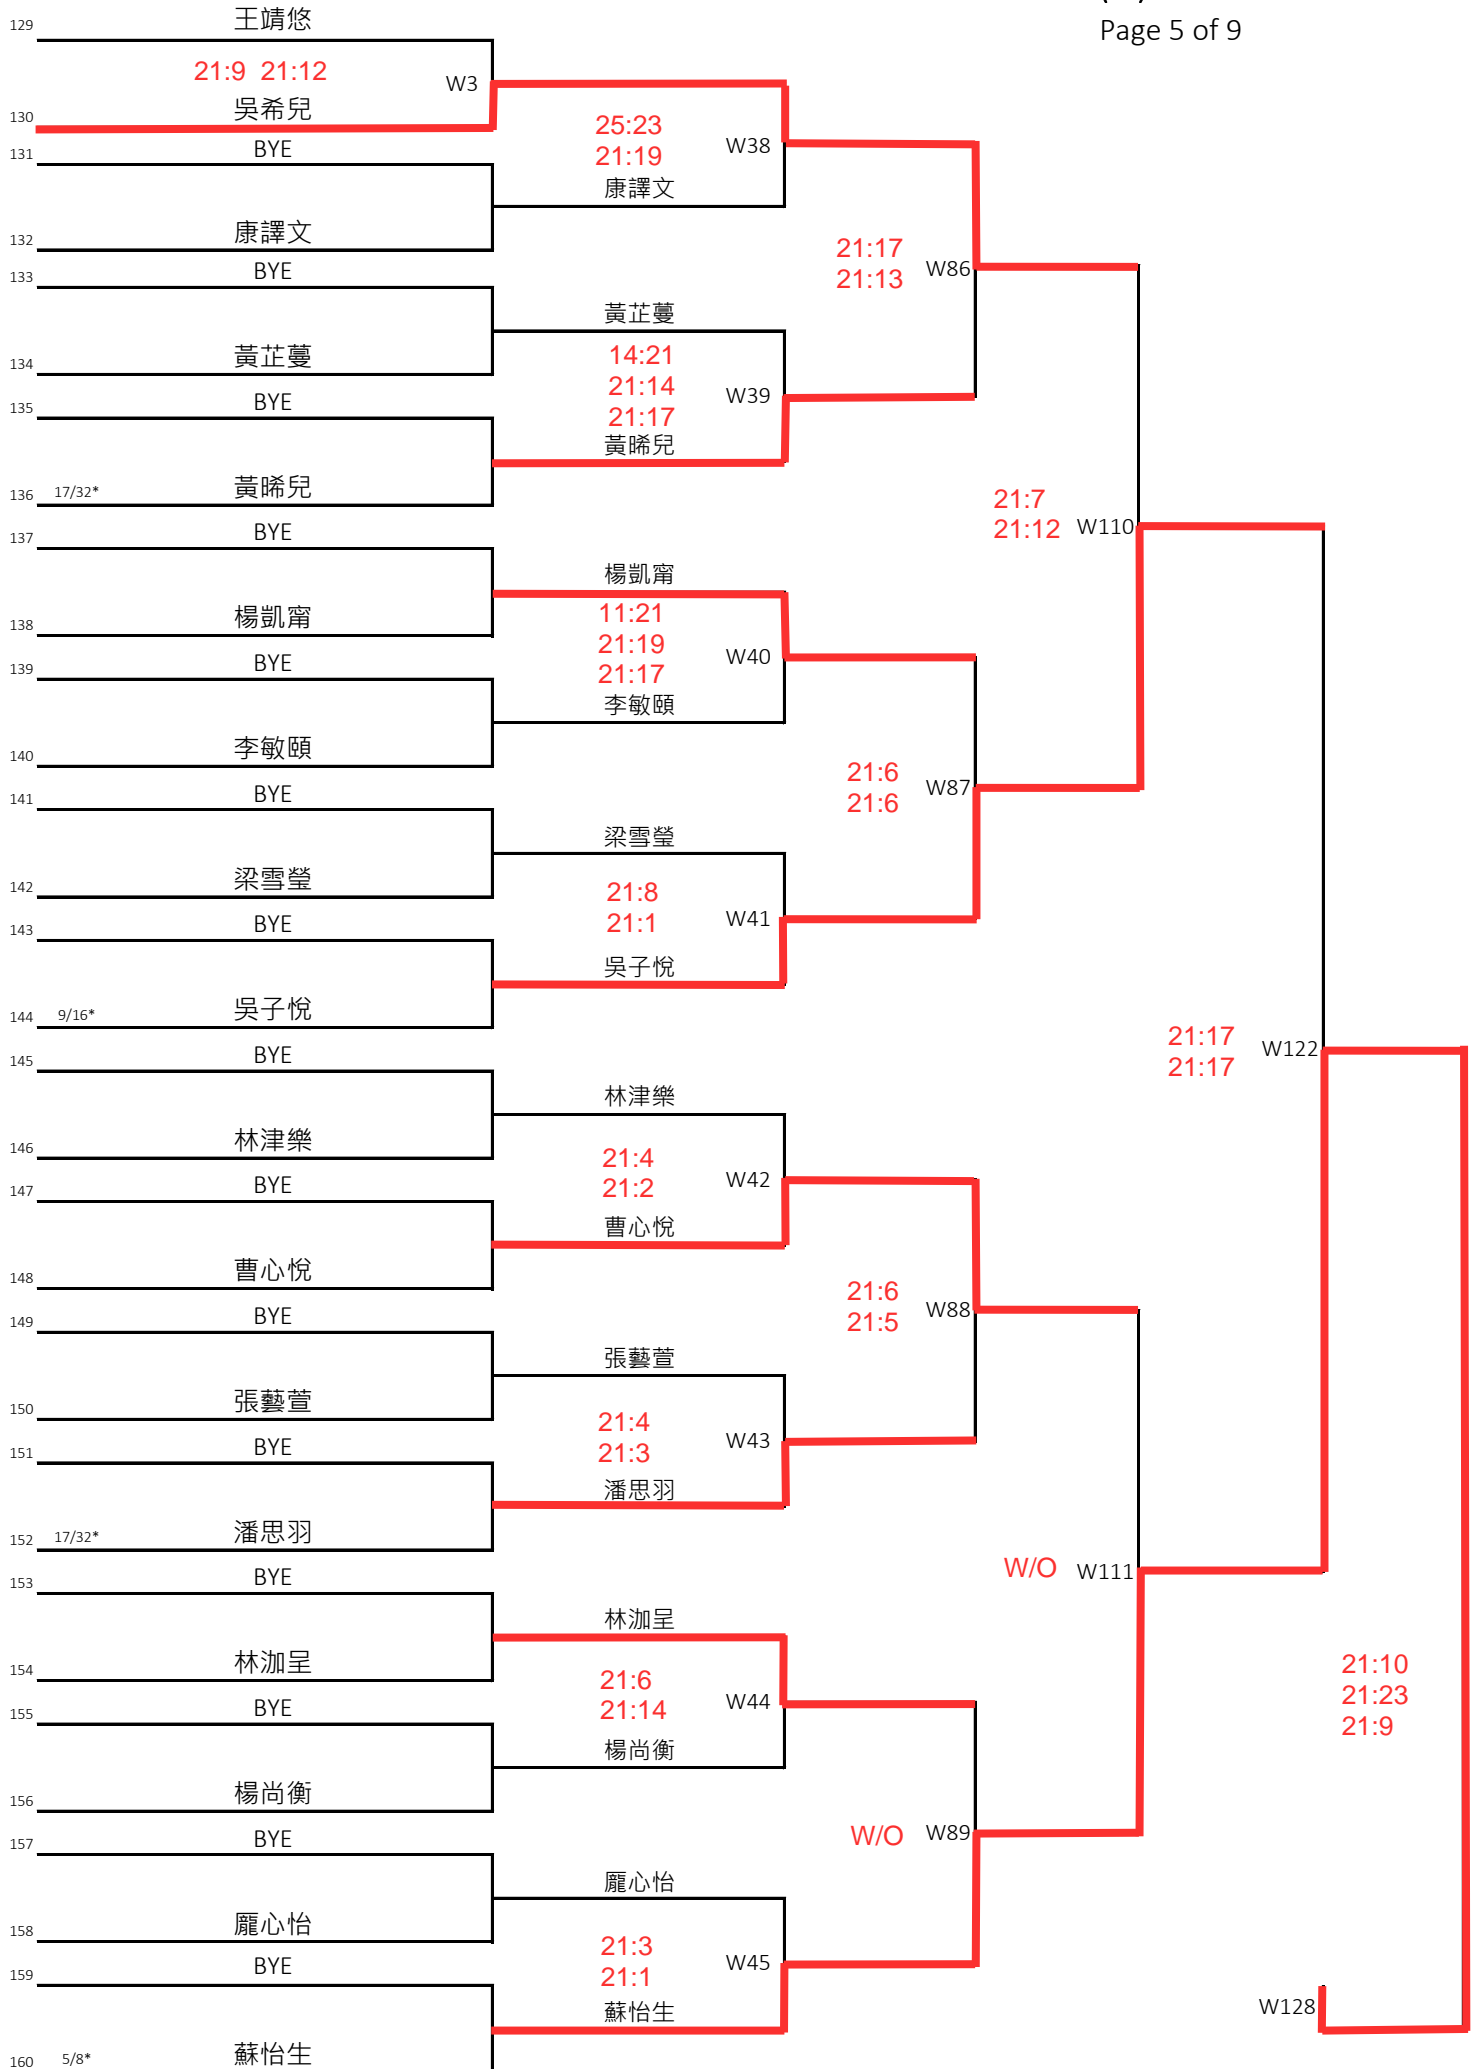 Page 5 of 9
129 王靖悠
21:9 21:12
W3
130 吳希兒
131 BYE
25:23
21:19
W38
康譯文
132 康譯文
133 BYE
21:17
21:13
W86
黃芷蔓
134 黃芷蔓
14:21
21:14
21:17
W39
135 BYE
黃晞兒
136 17/32* 黃晞兒
21:7
21:12
W110
137 BYE
楊凱甯
138 楊凱甯
11:21
21:19
21:17
W40
139 BYE
李敏頤
140 李敏頤
21:6
21:6
W87
141 BYE
梁雪瑩
142 梁雪瑩
21:8
21:1
W41
143 BYE
吳子悅
144 9/16* 吳子悅
21:17
21:17
W122
145 BYE
林津樂
146 林津樂
21:4
21:2
W42
147 BYE
曹心悅
148 曹心悅
21:6
21:5
W88
149 BYE
張藝萱
150 張藝萱
21:4
21:3
W43
151 BYE
潘思羽
152 17/32* 潘思羽
W/O W111
153 BYE
林泇呈
154 林泇呈
21:6
21:14
W44
21:10
21:23
21:9
155 BYE
楊尚衡
156 楊尚衡
W/O W89
157 BYE
龎心怡
158 龎心怡
21:3
21:1
W45
159 BYE
蘇怡生
W128
160 5/8* 蘇怡生